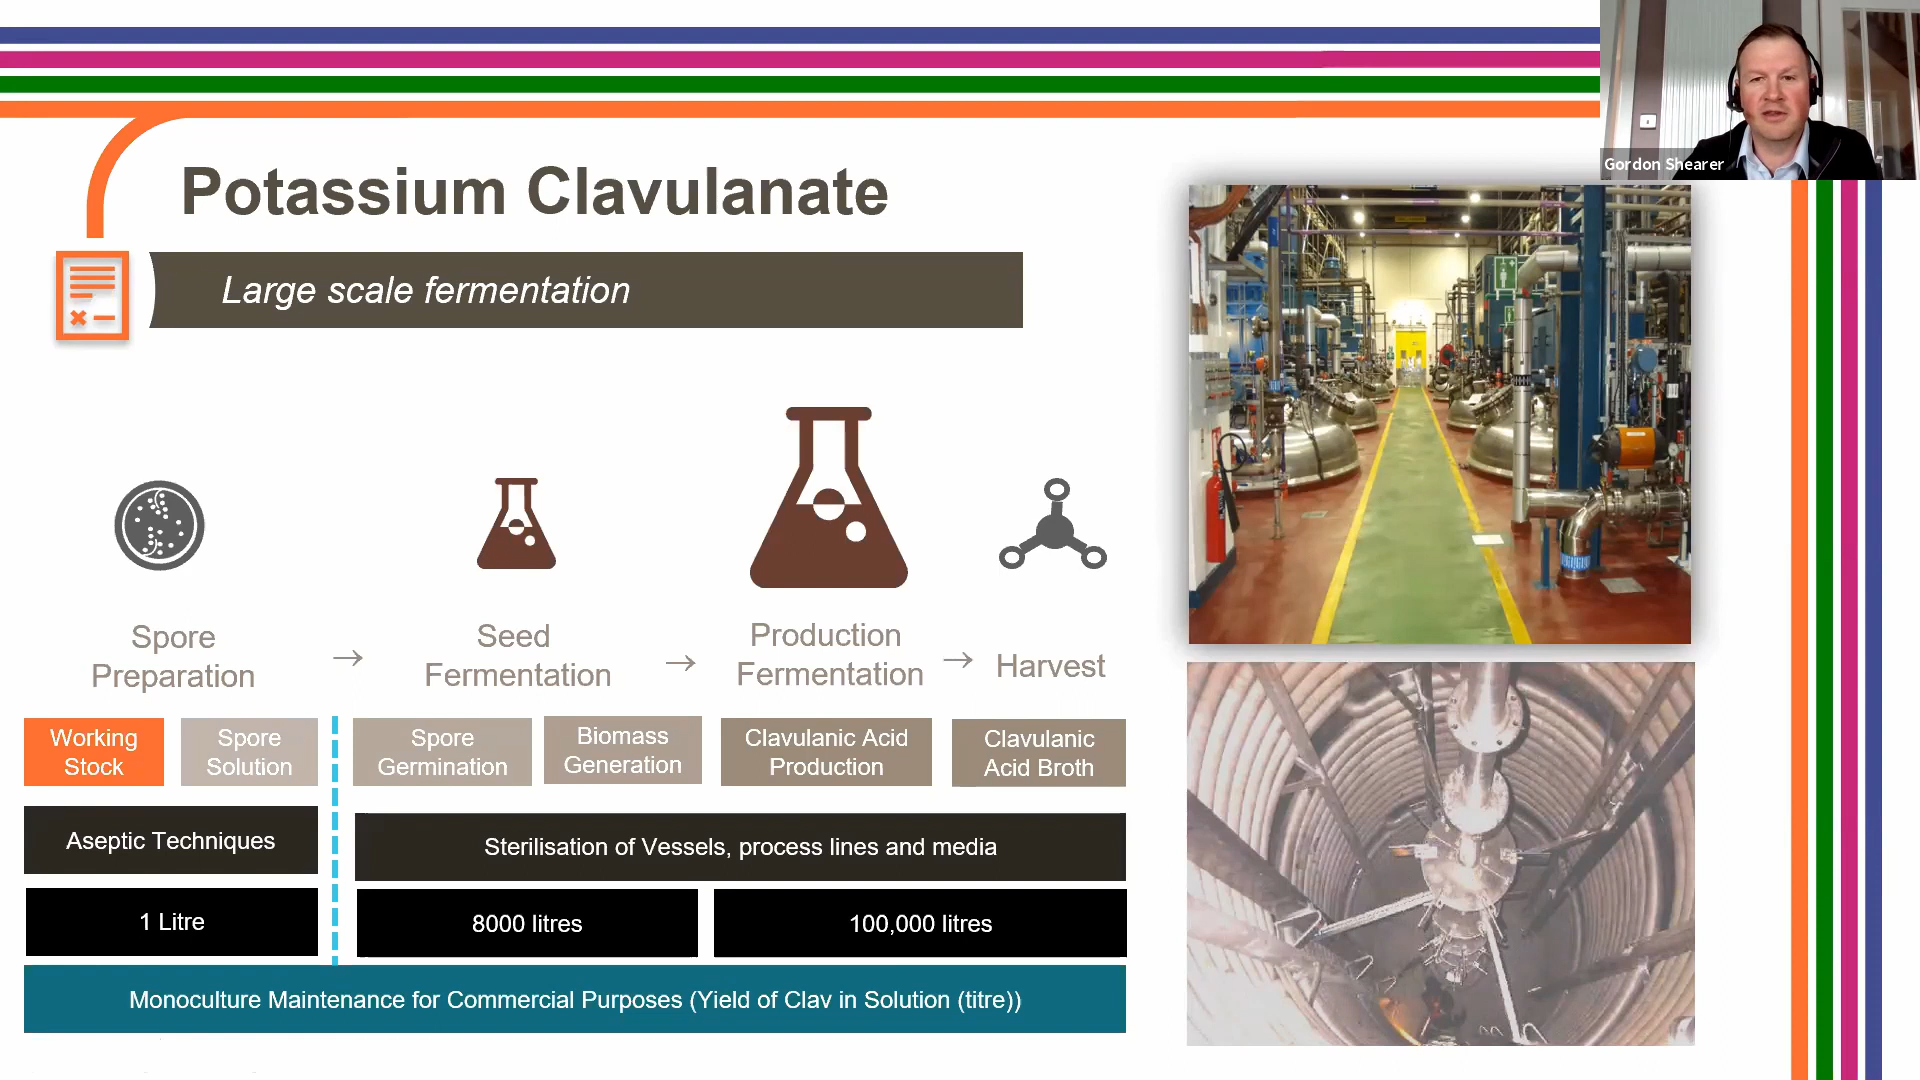 Gordon Shearer
Potassium Clavulanate
Large scale fermentation
Spore
Preparation
→
Seed
Fermentation
→
Production
Fermentation
→
Harvest
Working
Stock
Spore
Solution
Spore
Germination
Biomass
Generation
Clavulanic Acid
Production
Clavulanic
Acid Broth
Aseptic Techniques
Sterilisation of Vessels, process lines and media
1 Litre
8000 litres
100,000 litres
Monoculture Maintenance for Commercial Purposes (Yield of Clav in Solution (titre))